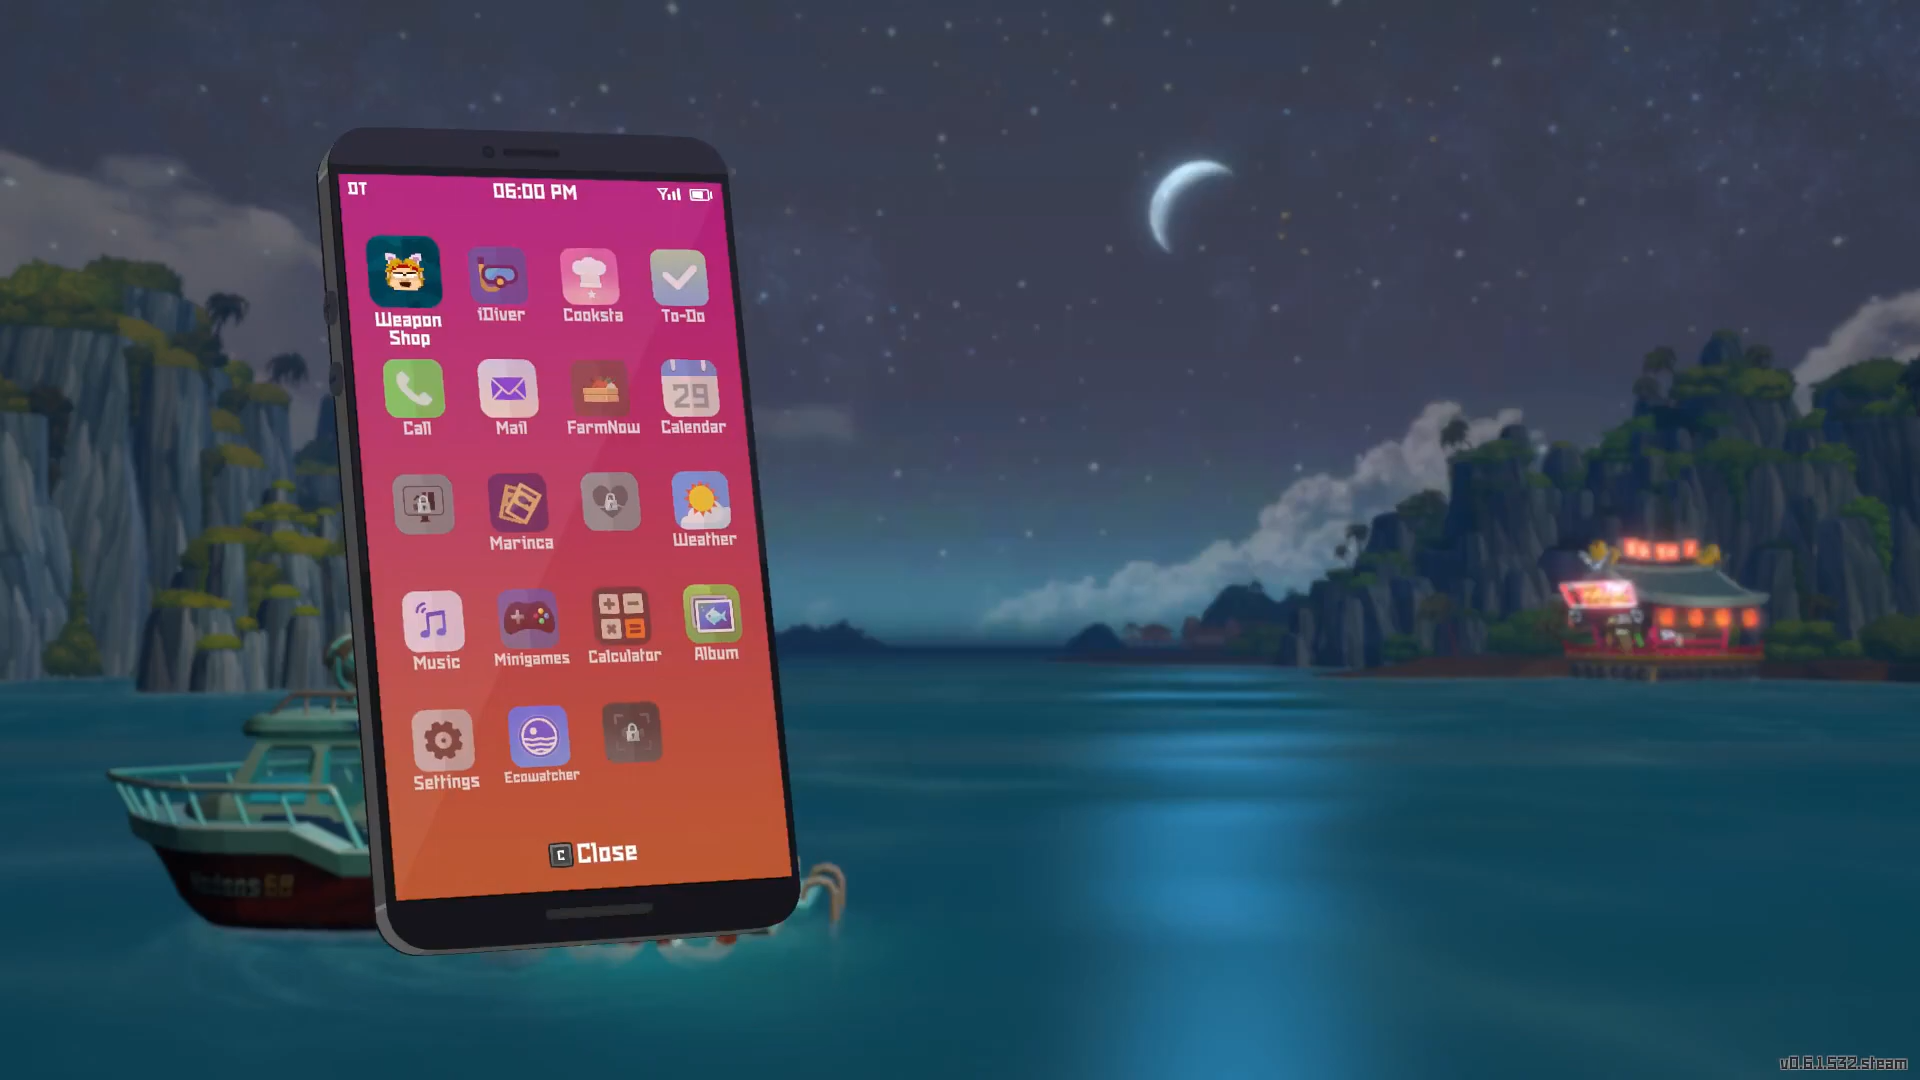 DT 06:00 PM
Weapon Shop
iDiver
Cooksta
To-Do
Call
Mail
FarmNow
Calendar
29
Marinca
Weather
Music
Minigames
Calculator
Album
Settings
Ecowatcher
C Close
v0.6.1.532.steam